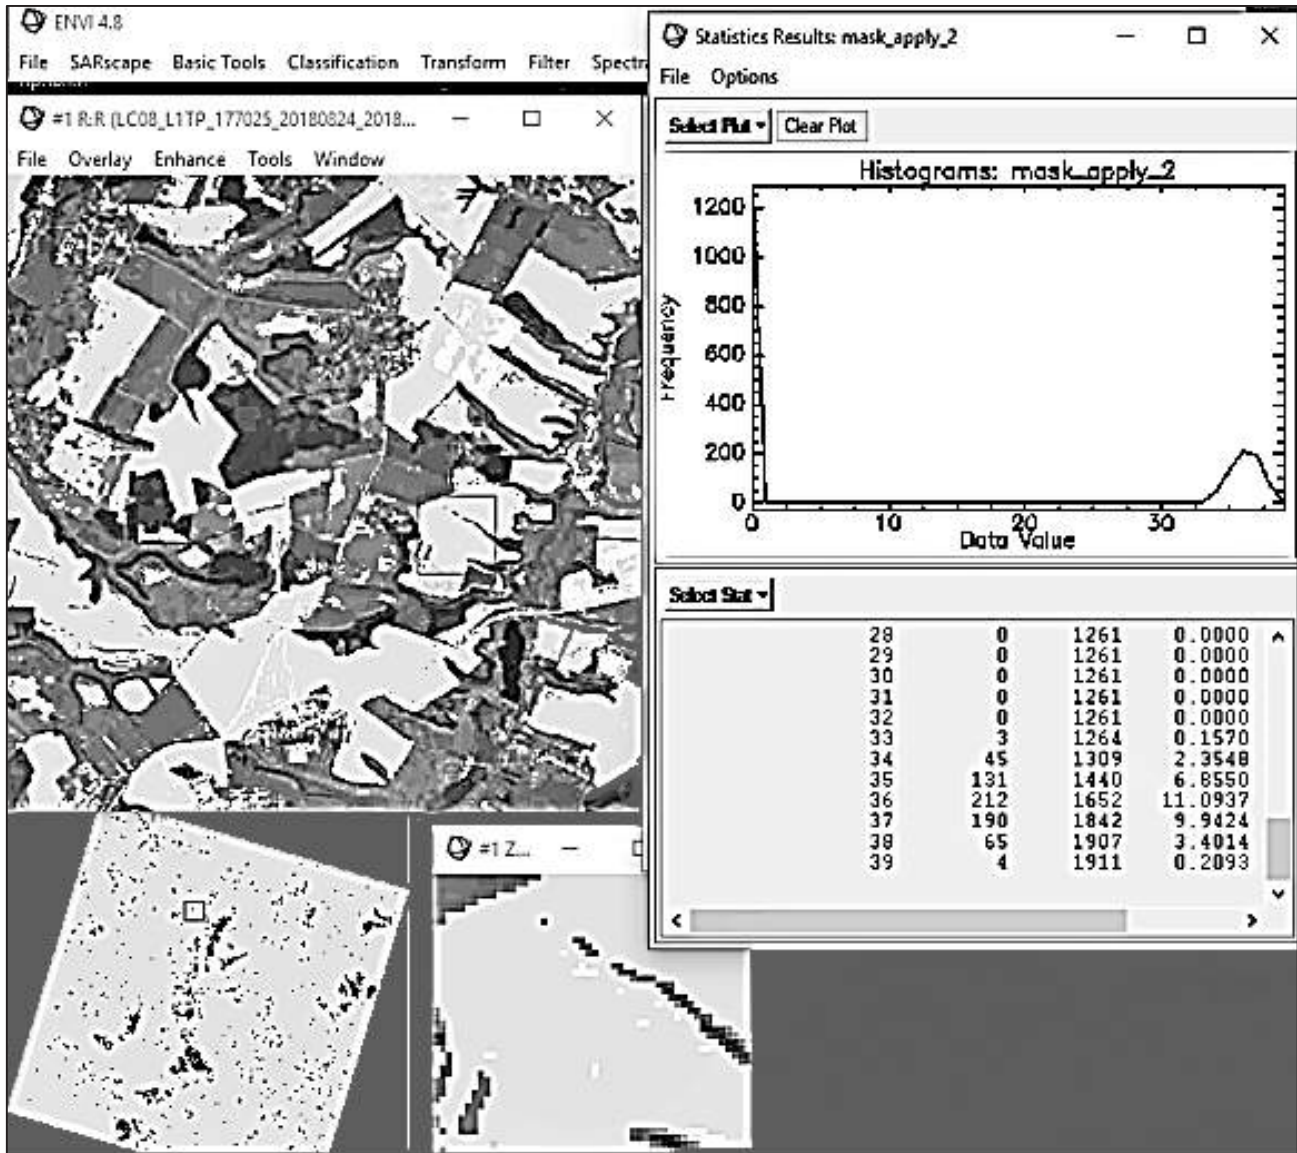 ENVI 4.8
File SARscape Basic Tools Classification Transform Filter Spectra
#1 R:R (LC08_L1TP_177025_20180824_2018...
File Overlay Enhance Tools Window
Statistics Results: mask_apply_2
File Options
Select Plot Clear Plot
Histograms: mask_apply_2
1200
1000
800
600
400
200
0
Frequency
0 10 20 30
Data Value
Select Stat
28 0 1261 0.0000
29 0 1261 0.0000
30 0 1261 0.0000
31 0 1261 0.0000
32 0 1261 0.0000
33 3 1264 0.1570
34 45 1309 2.3548
35 131 1440 6.8550
36 212 1652 11.0937
37 190 1842 9.9424
38 65 1907 3.4014
39 4 1911 0.2093
#1 Z...